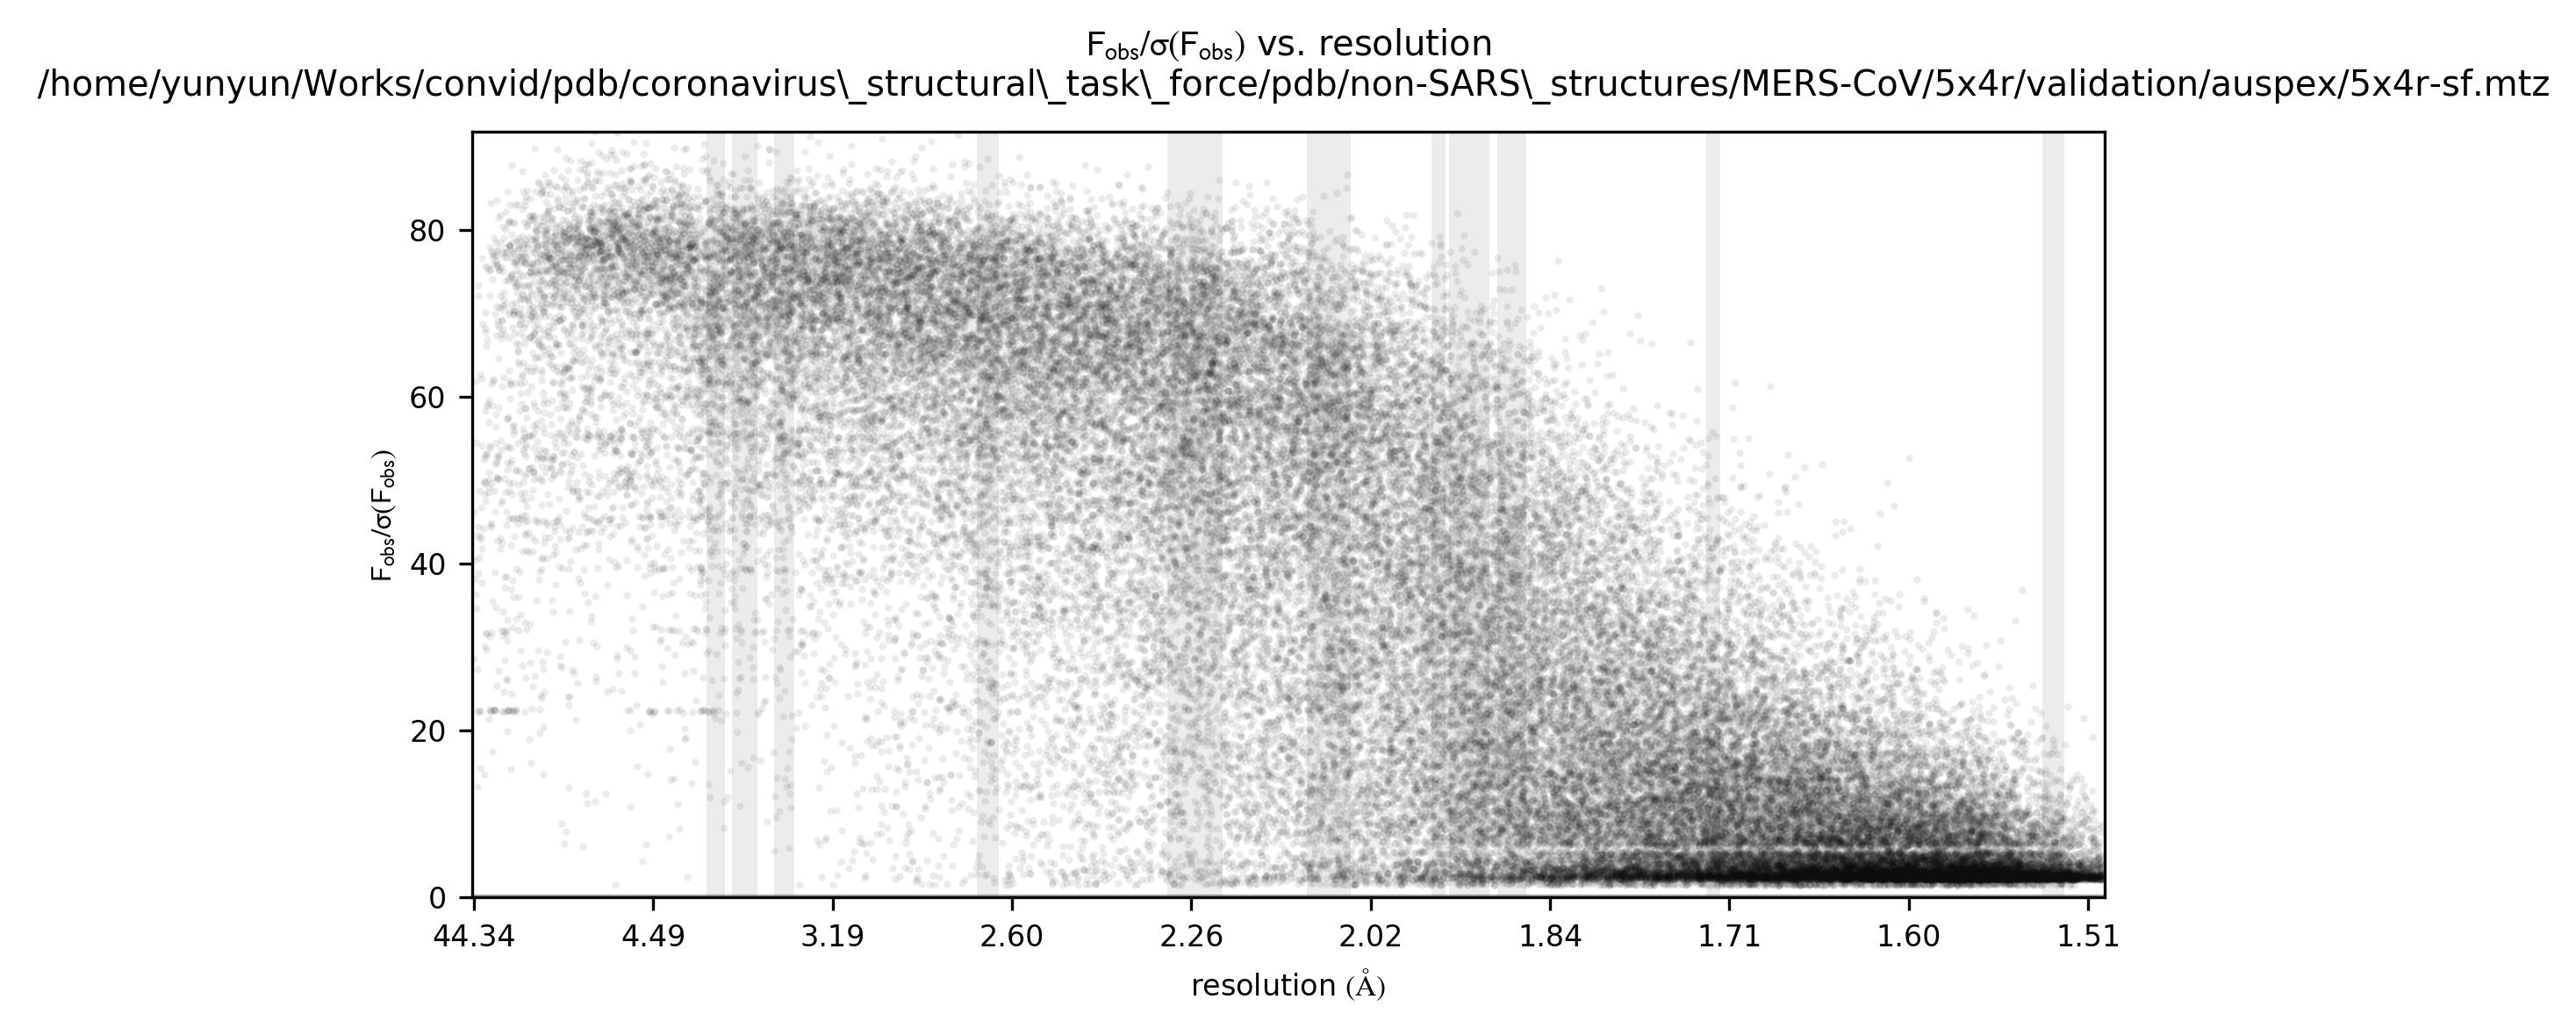 Fobs/σ(Fobs) vs. resolution
/home/yunyun/Works/convid/pdb/coronavirus\_structural\_task\_force/pdb/non-SARS\_structures/MERS-CoV/5x4r/validation/auspex/5x4r-sf.mtz
Fobs/σ(Fobs)
80
60
40
20
0
44.34 4.49 3.19 2.60 2.26 2.02 1.84 1.71 1.60 1.51
resolution (Å)